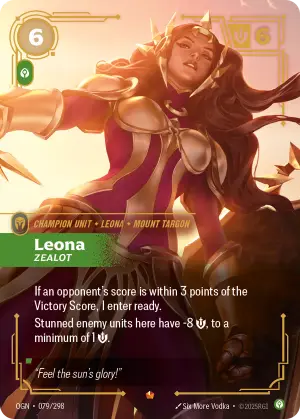 6
6
CHAMPION UNIT • LEONA • MOUNT TARGON
Leona
ZEALOT
If an opponent's score is within 3 points of the
Victory Score, I enter ready.
Stunned enemy units here have -8, to a
minimum of 1.
"Feel the sun's glory!"
OGN • 079/298
Six More Vodka • ©2025RGI